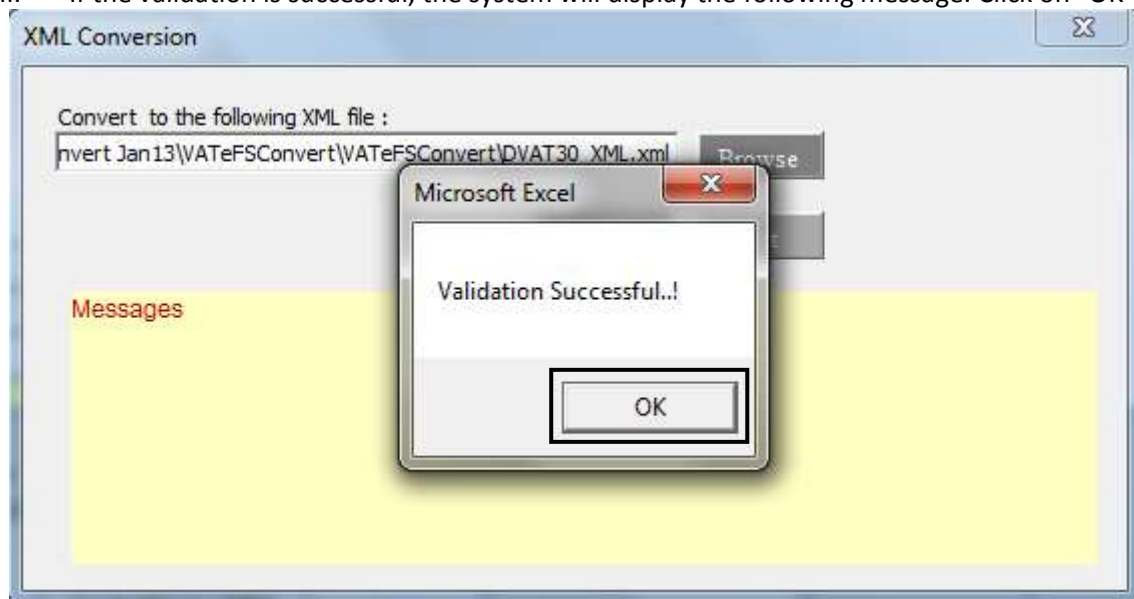 If the validation is successful, the system will display the following message. Click on "OK"
XML Conversion
Convert to the following XML file :
nvert Jan13\VATeFSConvert\VATeFSConvert\DVAT30_XML.xml
Browse
Microsoft Excel
Validation Successful..!
Messages
OK